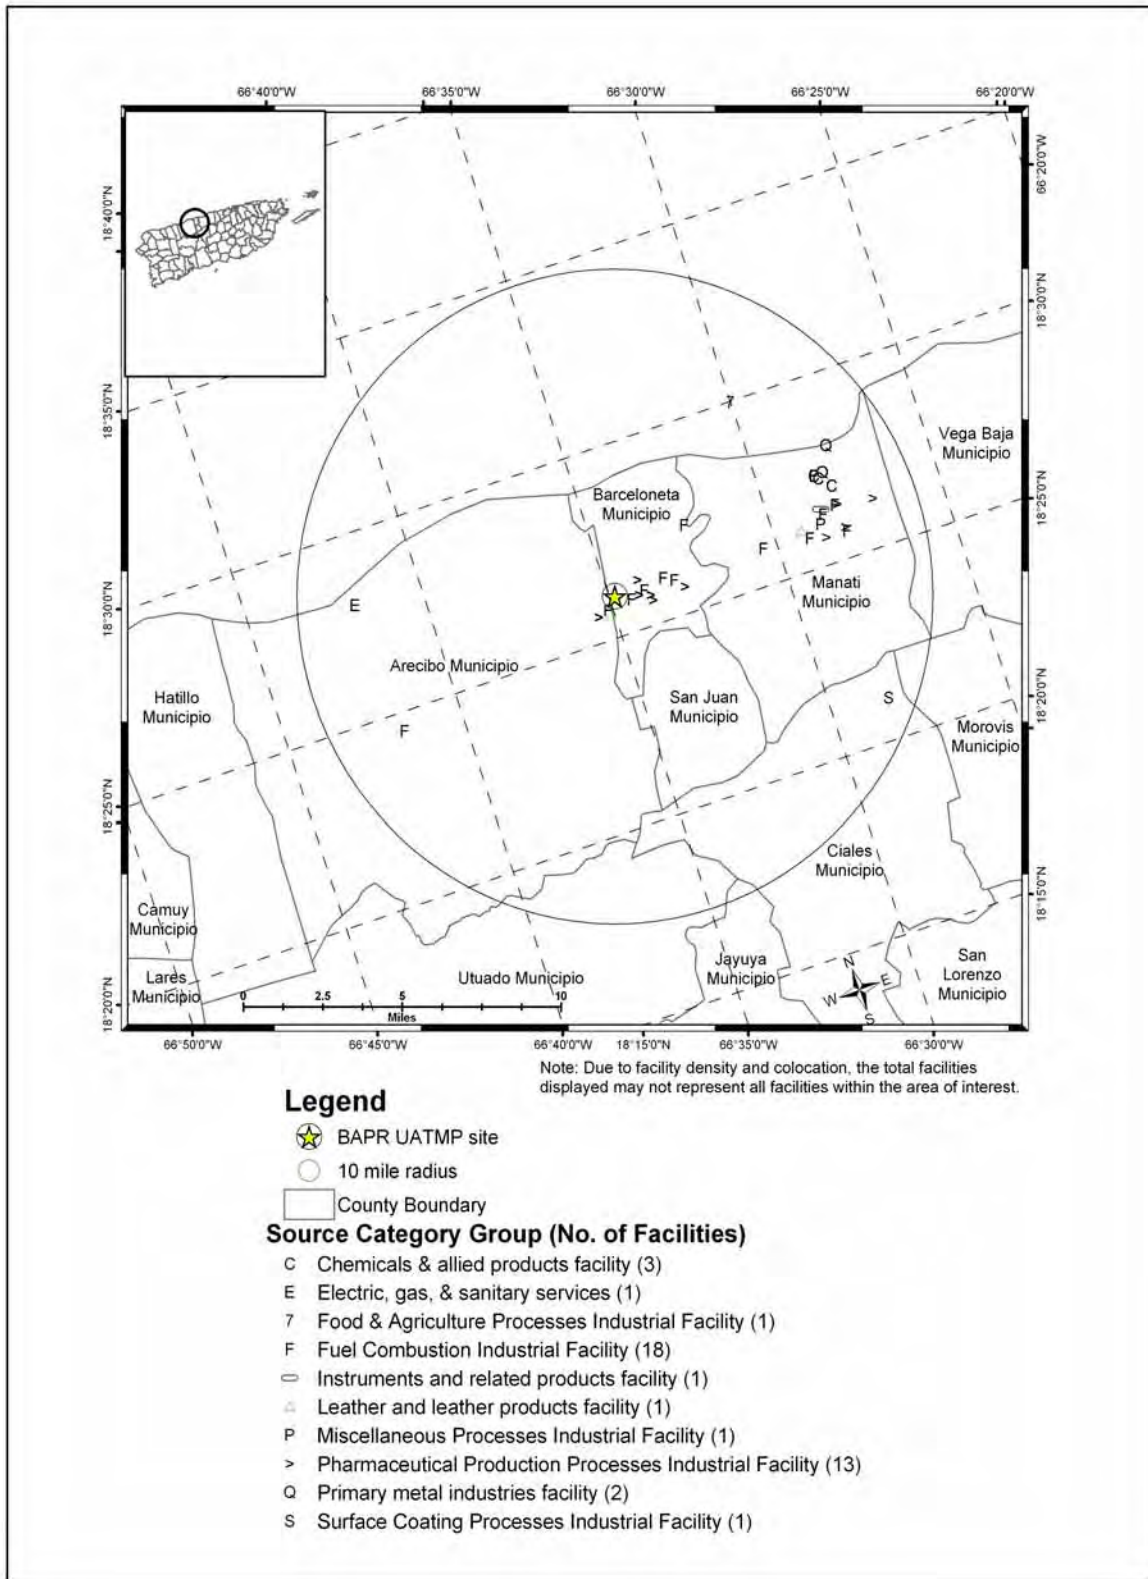 66°40'0"W 66°35'0"W 66°30'0"W 66°25'0"W 66°20'0"W
66°20'0"W
18°40'0"N
18°30'0"N
18°35'0"N
7
Vega Baja
Municipio
Q
Q
C
C
18°25'0"N
Barceloneta
Municipio
>
F
P
F
>
F
F
F
>
Manati
Municipio
18°30'0"N
E
Arecibo Municipio
Hatillo
Municipio
San Juan
Municipio
S
18°20'0"N
F
Morovis
Municipio
18°25'0"N
Ciales
Municipio
18°15'0"N
Camuy
Municipio
Lares
Municipio
Utuado Municipio
Jayuya
Municipio
San
Lorenzo
Municipio
N
E
W
S
0 2.5 5 10
Miles
18°20'0"N
66°50'0"W 66°45'0"W 66°40'0"W 18°15'0"N 66°35'0"W 66°30'0"W
Note: Due to facility density and colocation, the total facilities
displayed may not represent all facilities within the area of interest.
Legend
BAPR UATMP site
10 mile radius
County Boundary
Source Category Group (No. of Facilities)
C Chemicals & allied products facility (3)
E Electric, gas, & sanitary services (1)
7 Food & Agriculture Processes Industrial Facility (1)
F Fuel Combustion Industrial Facility (18)
Instruments and related products facility (1)
Leather and leather products facility (1)
P Miscellaneous Processes Industrial Facility (1)
> Pharmaceutical Production Processes Industrial Facility (13)
Q Primary metal industries facility (2)
S Surface Coating Processes Industrial Facility (1)